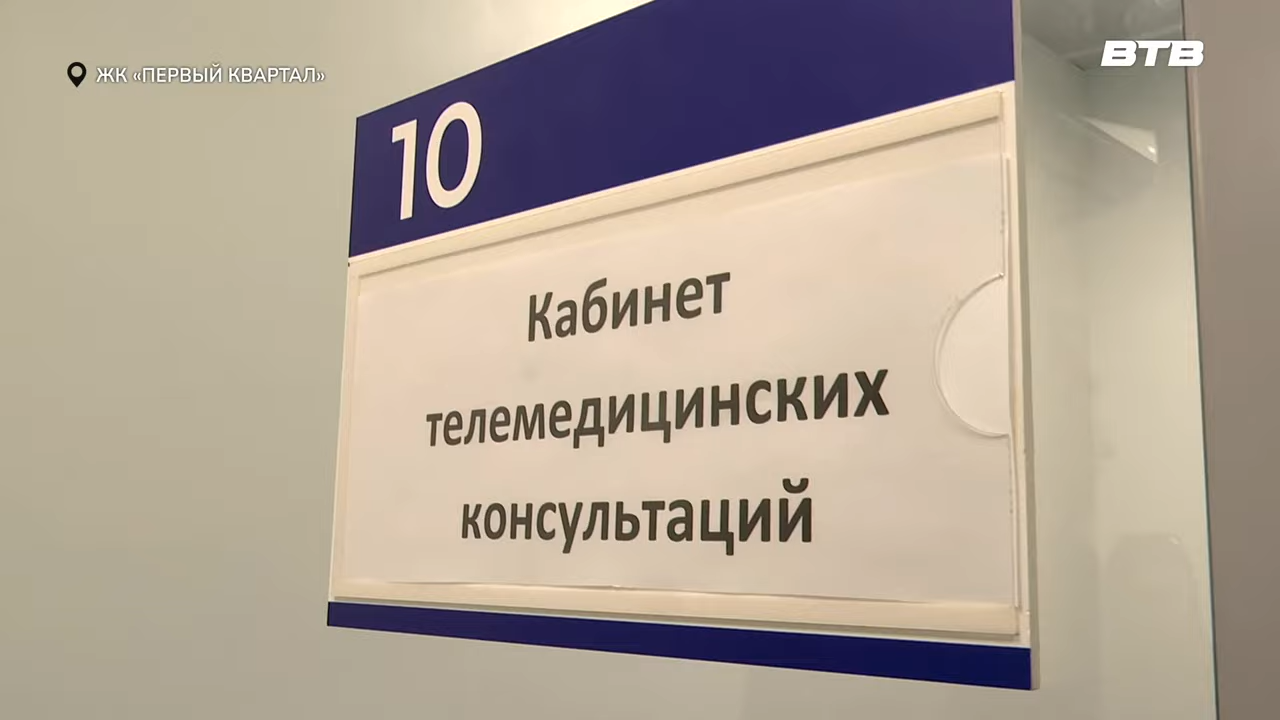 ЖК «ПЕРВЫЙ КВАРТАЛ»
ВТВ
10
Кабинет
телемедицинских
консультаций